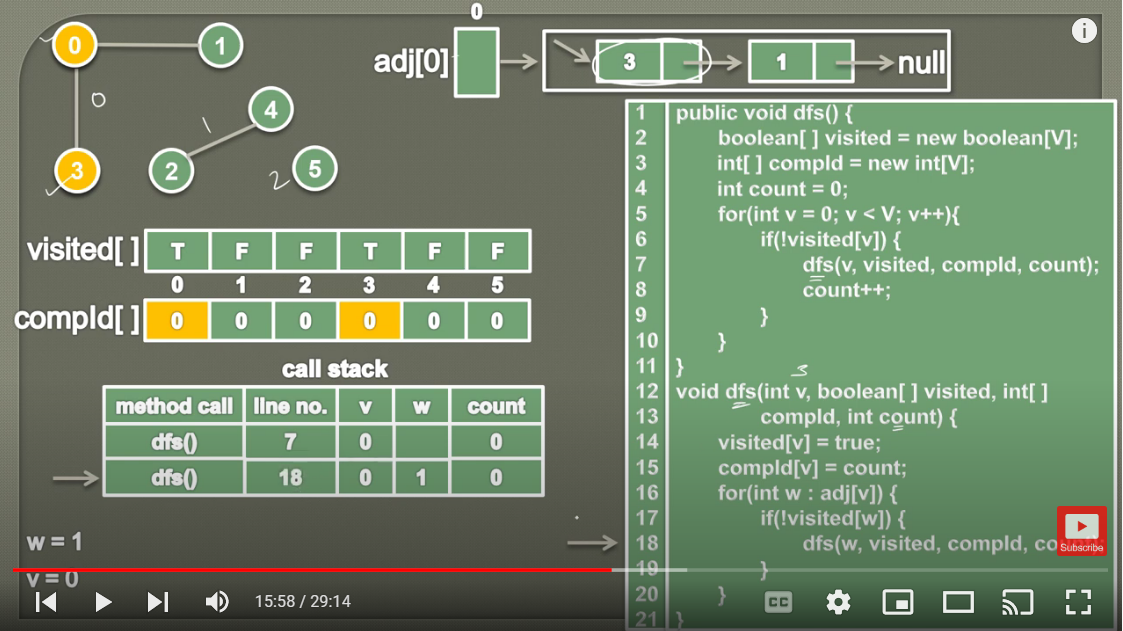 0
0
1
adj[0]
3
1
null
0
4
1
3
2
2
5
visited[ ]
T F F T F F
0 1 2 3 4 5
compId[ ]
0 0 0 0 0 0
call stack
method call line no. v w count
dfs() 7 0 0
dfs() 18 0 1 0
w = 1
v = 0
1 public void dfs() {
2 boolean[ ] visited = new boolean[V];
3 int[ ] compId = new int[V];
4 int count = 0;
5 for(int v = 0; v < V; v++){
6 if(!visited[v]) {
7 dfs(v, visited, compId, count);
8 count++;
9 }
10 }
11 }
3
12 void dfs(int v, boolean[ ] visited, int[ ]
13 compId, int count) {
14 visited[v] = true;
15 compId[v] = count;
16 for(int w : adj[v]) {
17 if(!visited[w]) {
18 dfs(w, visited, compId, co
19 }
20 }
21 }
Subscribe
15:58 / 29:14
CC
i